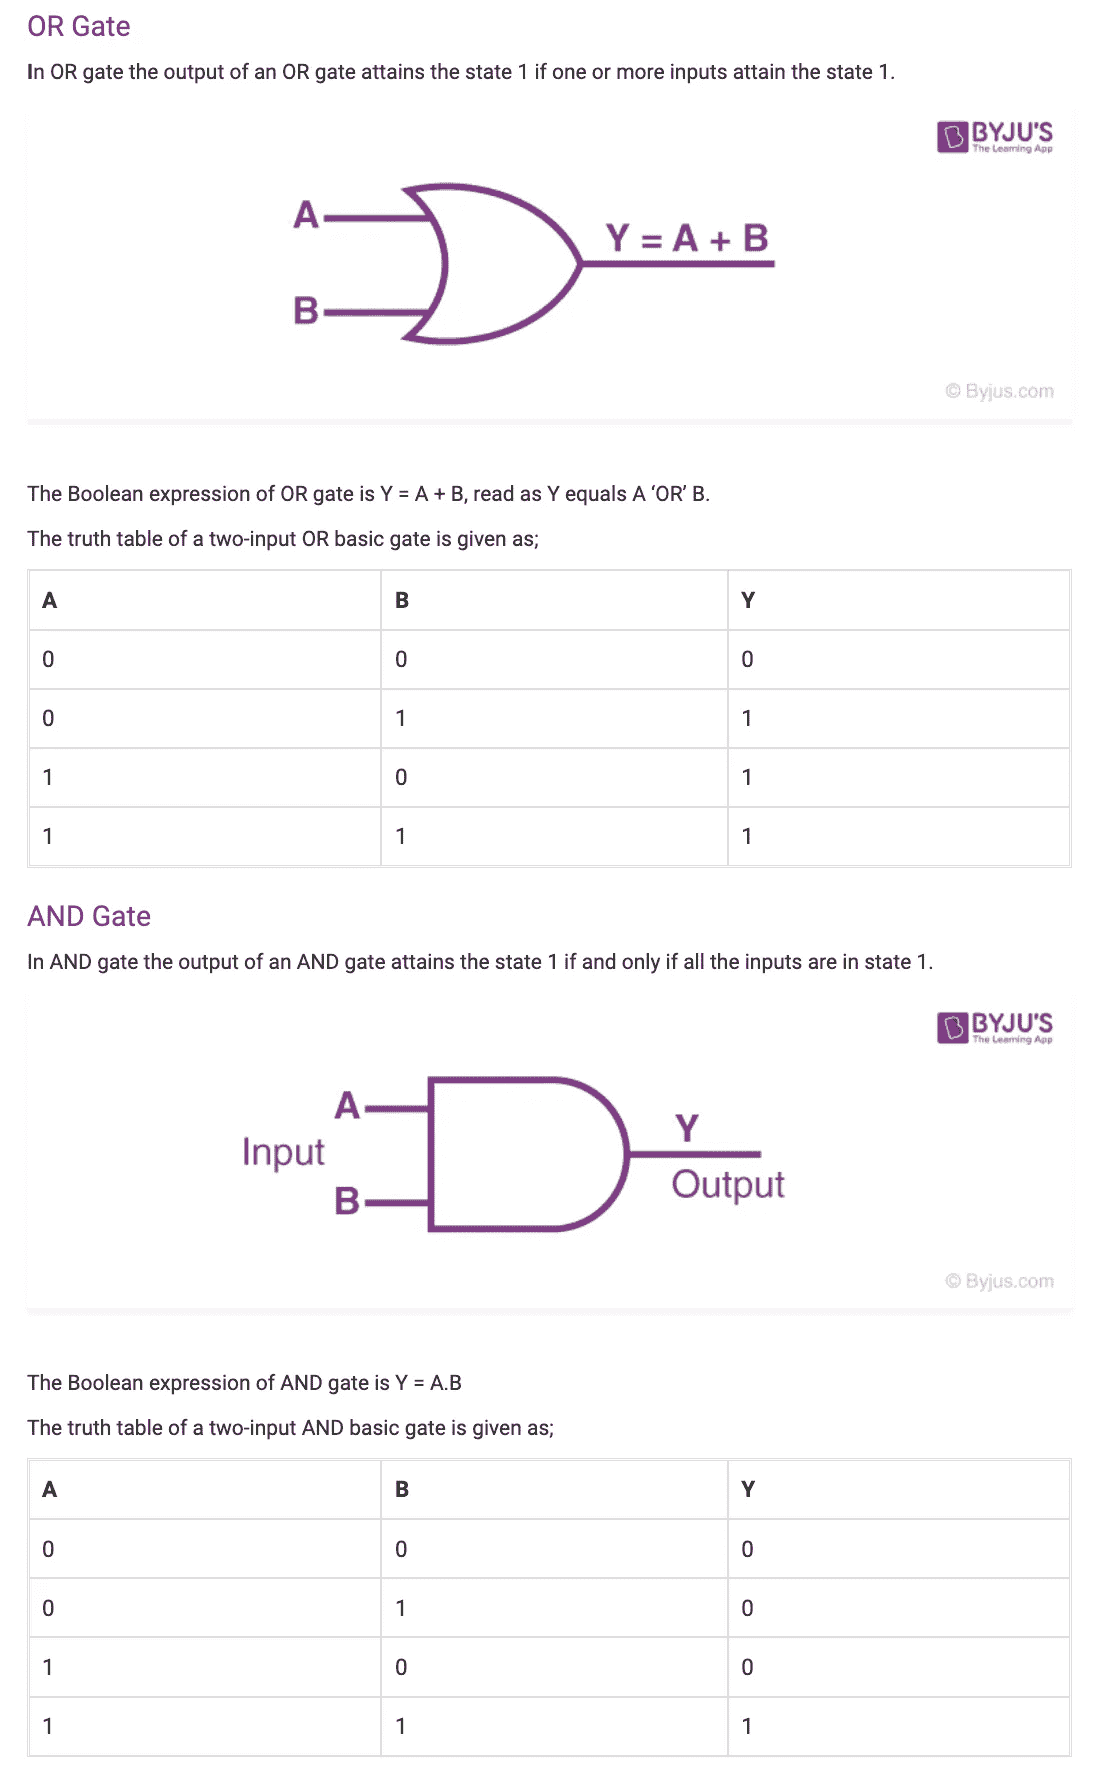 OR Gate
In OR gate the output of an OR gate attains the state 1 if one or more inputs attain the state 1.
BYJU'S
The Learning App
A
Y = A + B
B
© Byjus.com
The Boolean expression of OR gate is Y = A + B, read as Y equals A ‘OR’ B.
The truth table of a two-input OR basic gate is given as;
A B Y
0 0 0
0 1 1
1 0 1
1 1 1
AND Gate
In AND gate the output of an AND gate attains the state 1 if and only if all the inputs are in state 1.
BYJU'S
The Learning App
A
Y
Input
Output
B
© Byjus.com
The Boolean expression of AND gate is Y = A.B
The truth table of a two-input AND basic gate is given as;
A B Y
0 0 0
0 1 0
1 0 0
1 1 1